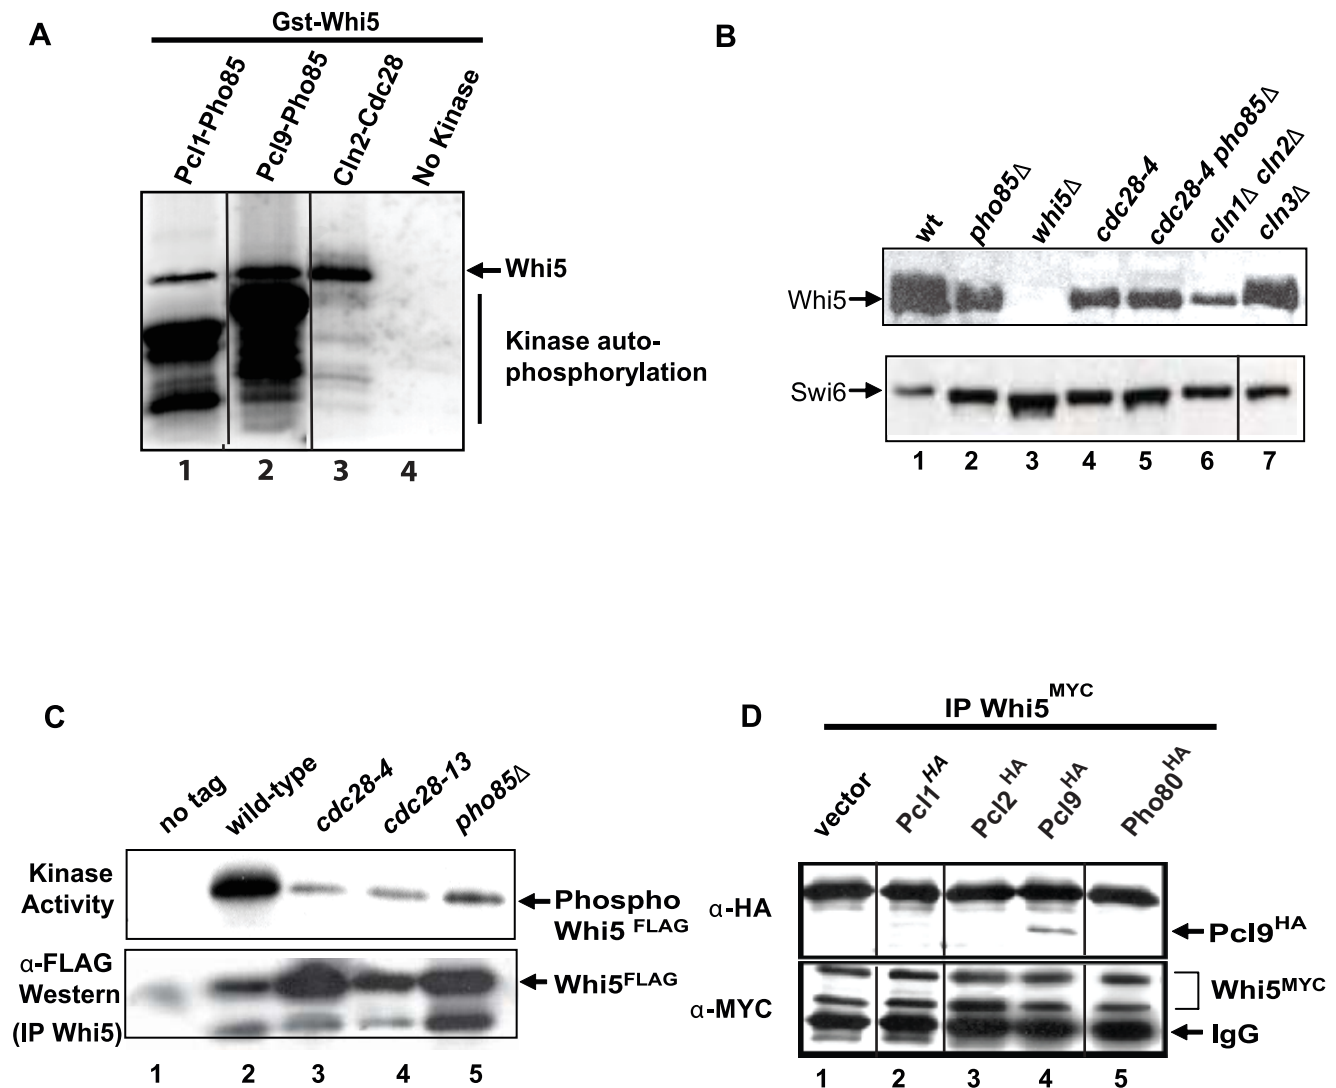 A
Gst-Whi5
Pcl1-Pho85
Pcl9-Pho85
Cln2-Cdc28
No Kinase
Whi5
Kinase auto-
phosphorylation
1 2 3 4
B
wt
pho85Δ
whi5Δ
cdc28-4
cdc28-4 pho85Δ
cln1Δ cln2Δ
cln3Δ
Whi5
Swi6
1 2 3 4 5 6 7
C
no tag
wild-type
cdc28-4
cdc28-13
pho85Δ
Kinase
Activity
Phospho
Whi5 FLAG
α-FLAG
Western
(IP Whi5)
Whi5FLAG
1 2 3 4 5
D
IP Whi5MYC
vector
Pcl1HA
Pcl2HA
Pcl9HA
Pho80HA
α-HA
Pcl9HA
α-MYC
Whi5MYC
IgG
1 2 3 4 5